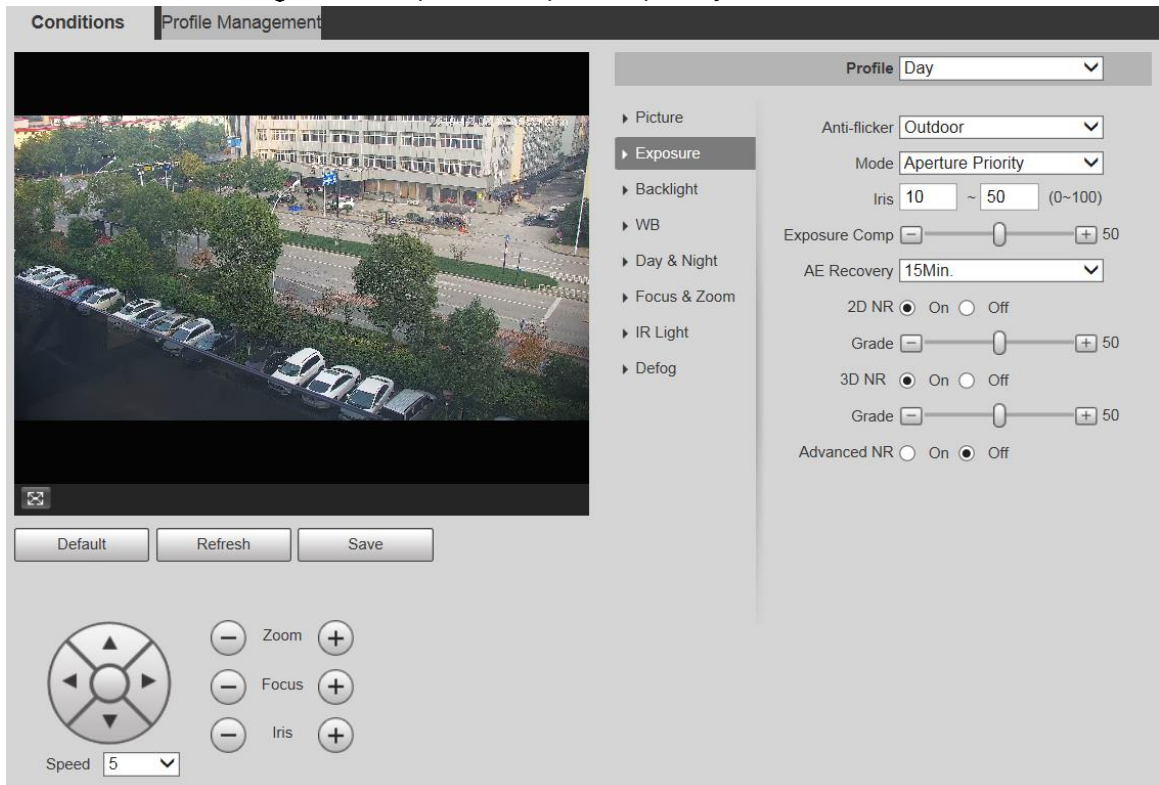 Conditions
Profile Management
Profile Day
Picture
Exposure
Backlight
WB
Day & Night
Focus & Zoom
IR Light
Defog
Anti-flicker Outdoor
Mode Aperture Priority
Iris 10 ~ 50 (0~100)
Exposure Comp 50
AE Recovery 15Min.
2D NR On Off
Grade 50
3D NR On Off
Grade 50
Advanced NR On Off
Default
Refresh
Save
Zoom
Focus
Iris
Speed 5